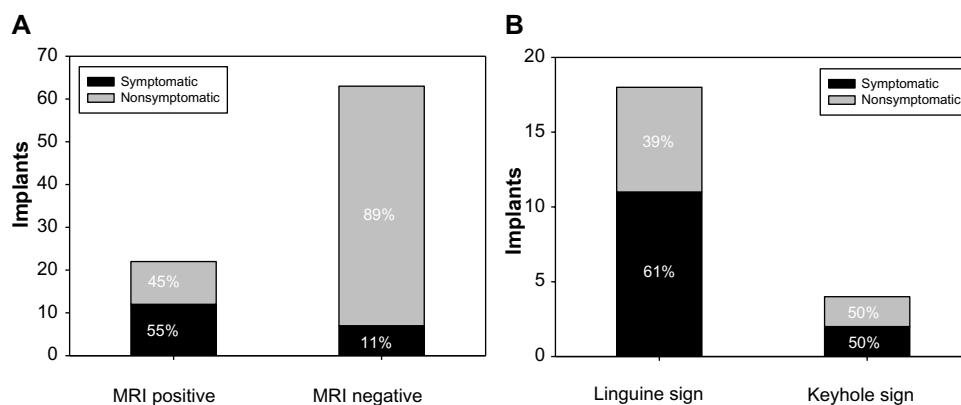 A
Implants
70
60
50
40
30
20
10
0
Symptomatic
Nonsymptomatic
45%
55%
89%
11%
MRI positive
MRI negative
B
Implants
20
15
10
5
0
Symptomatic
Nonsymptomatic
39%
61%
50%
50%
Linguine sign
Keyhole sign